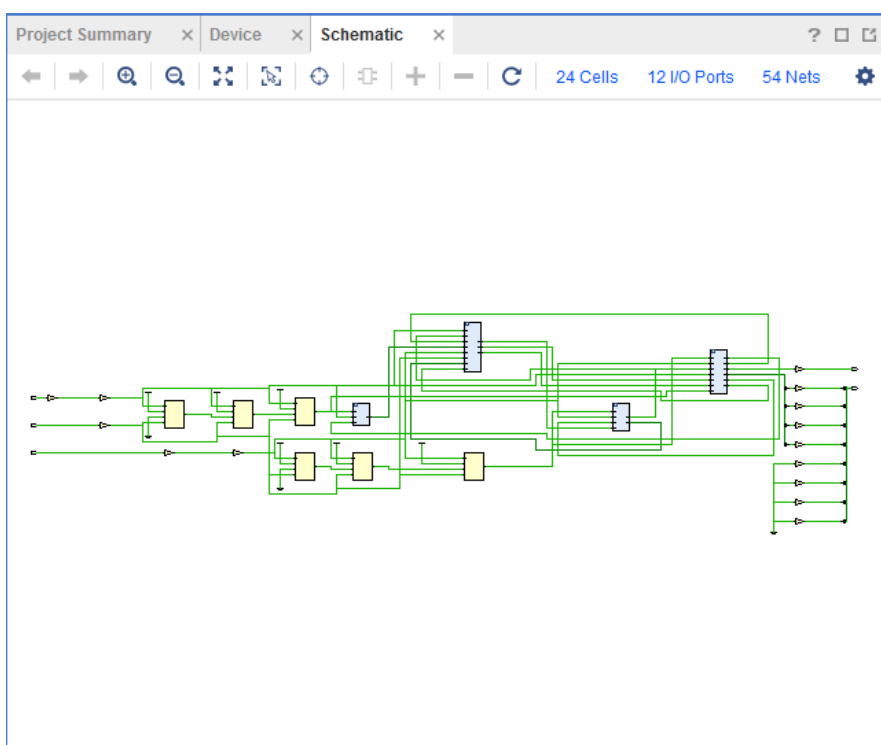 Project Summary × Device × Schematic × ?
24 Cells 12 I/O Ports 54 Nets